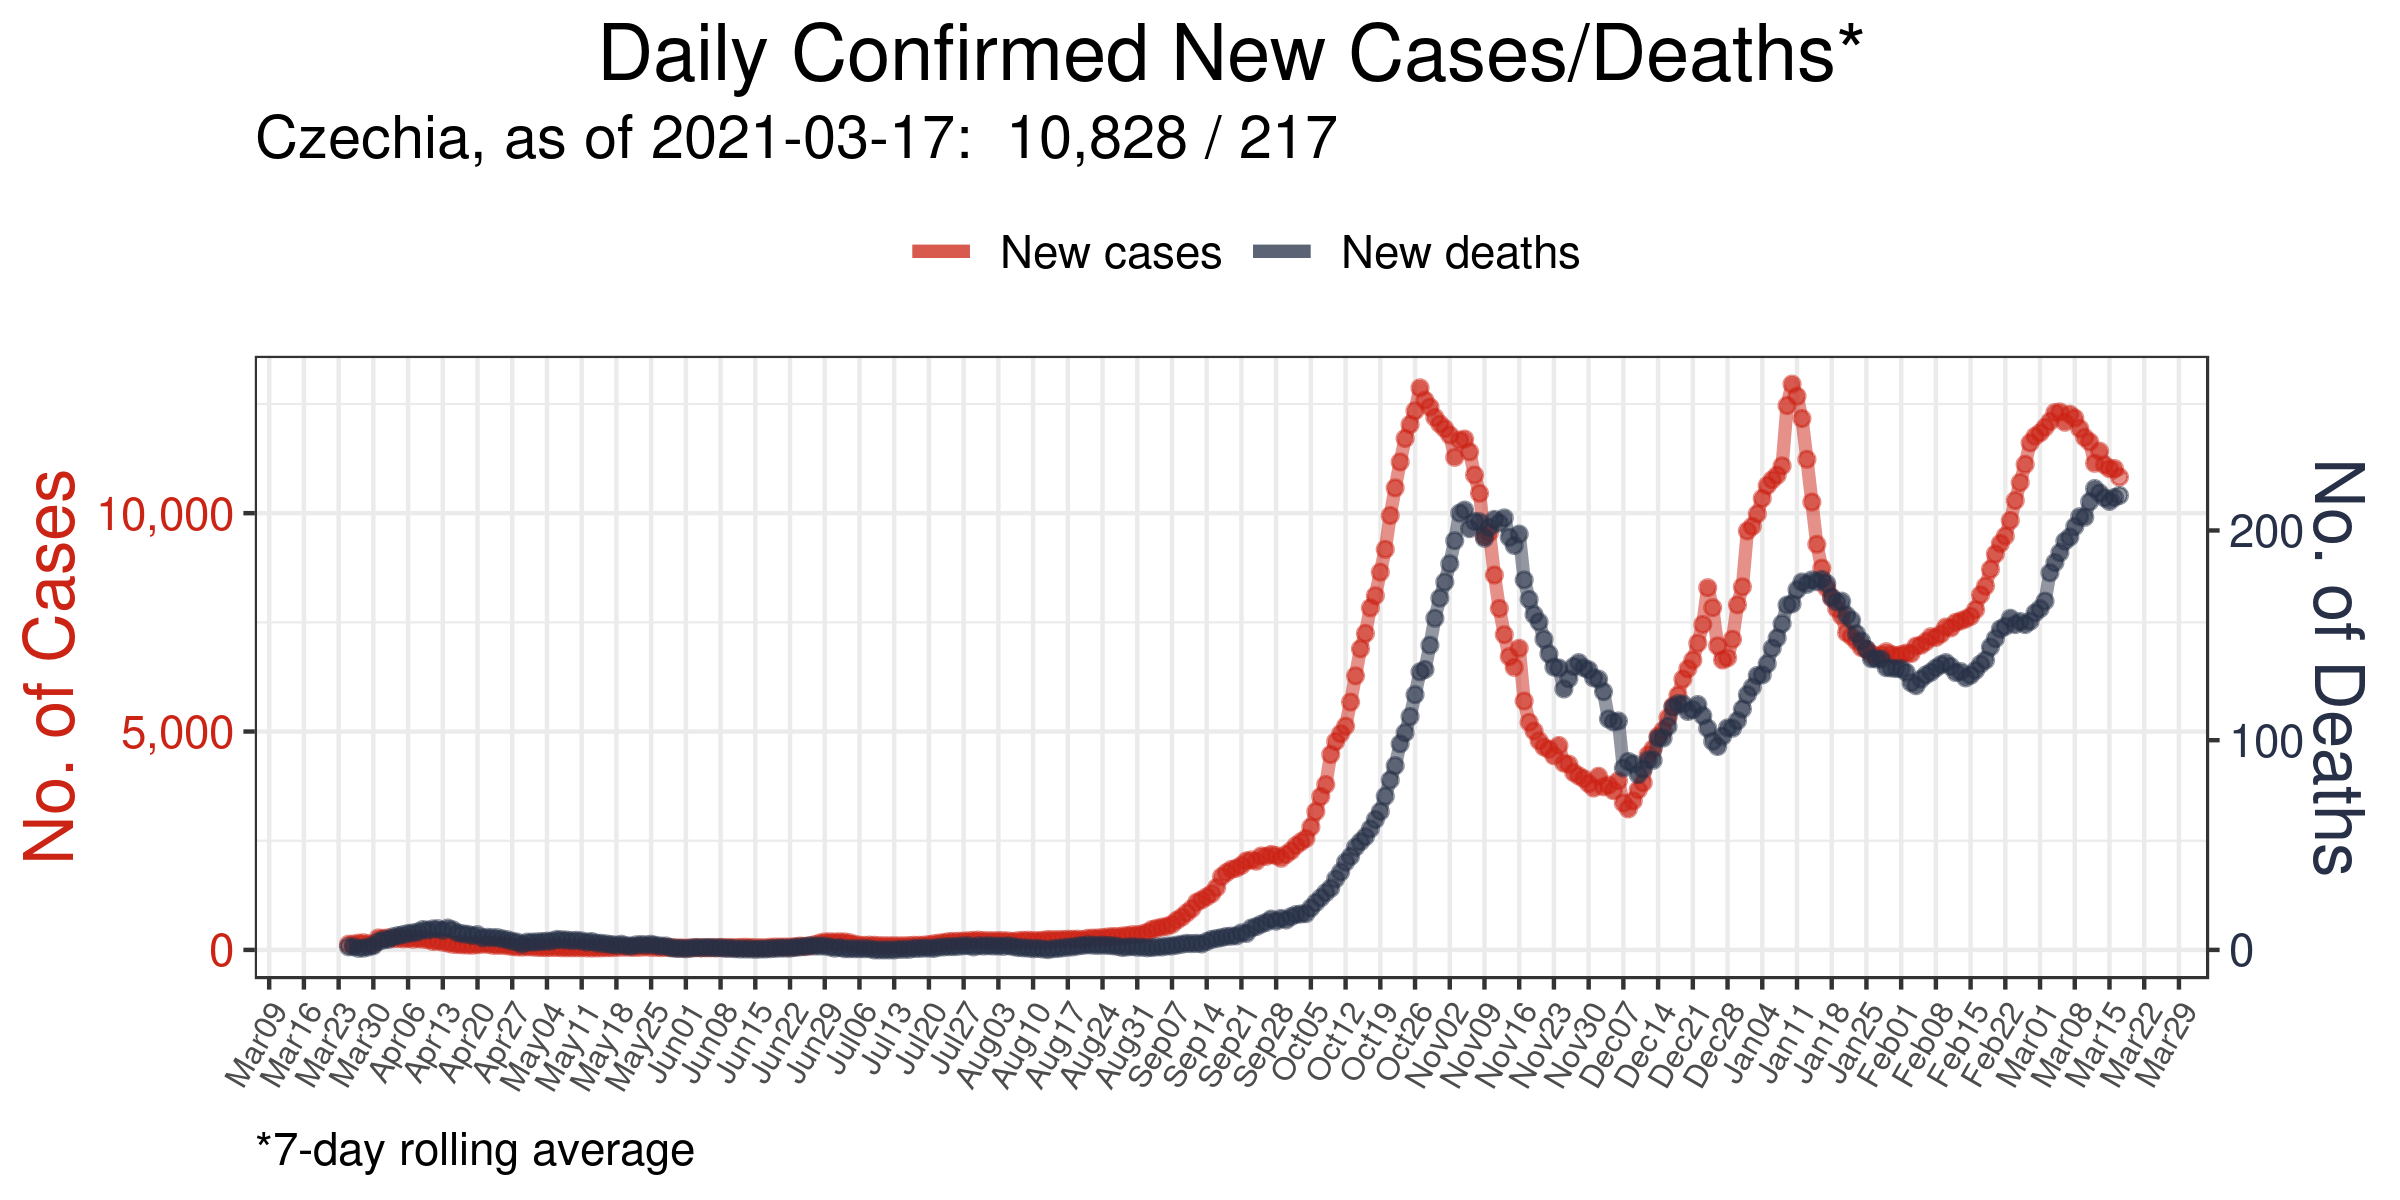 Daily Confirmed New Cases/Deaths*
Czechia, as of 2021-03-17:  10,828 / 217
New cases New deaths
No. of Cases
10,000
5,000
0
No. of Deaths
200
100
0
Mar09 Mar16 Mar23 Mar30 Apr06 Apr13 Apr20 Apr27 May04 May11 May18 May25 Jun01 Jun08 Jun15 Jun22 Jun29 Jul06 Jul13 Jul20 Jul27 Aug03 Aug10 Aug17 Aug24 Aug31 Sep07 Sep14 Sep21 Sep28 Oct05 Oct12 Oct19 Oct26 Nov02 Nov09 Nov16 Nov23 Nov30 Dec07 Dec14 Dec21 Dec28 Jan04 Jan11 Jan18 Jan25 Feb01 Feb08 Feb15 Feb22 Mar01 Mar08 Mar15 Mar22 Mar29
*7-day rolling average